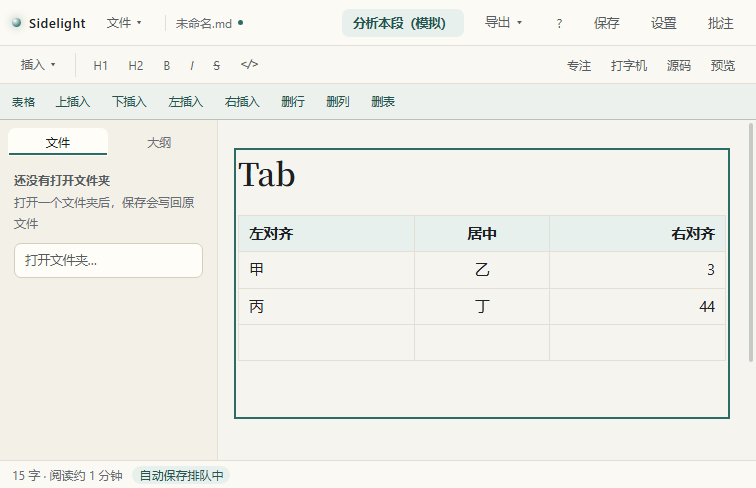 Sidelight 文件 ▾ 未命名.md ● 分析本段（模拟） 导出 ▾ ? 保存 设置 批注
插入 ▾ H1 H2 B I S </> 专注 打字机 源码 预览
表格 上插入 下插入 左插入 右插入 删行 删列 删表
文件 大纲
还没有打开文件夹
打开一个文件夹后，保存会写回原
文件
打开文件夹...
Tab
左对齐 居中 右对齐
甲 乙 3
丙 丁 44
15 字 · 阅读约 1 分钟 自动保存排队中